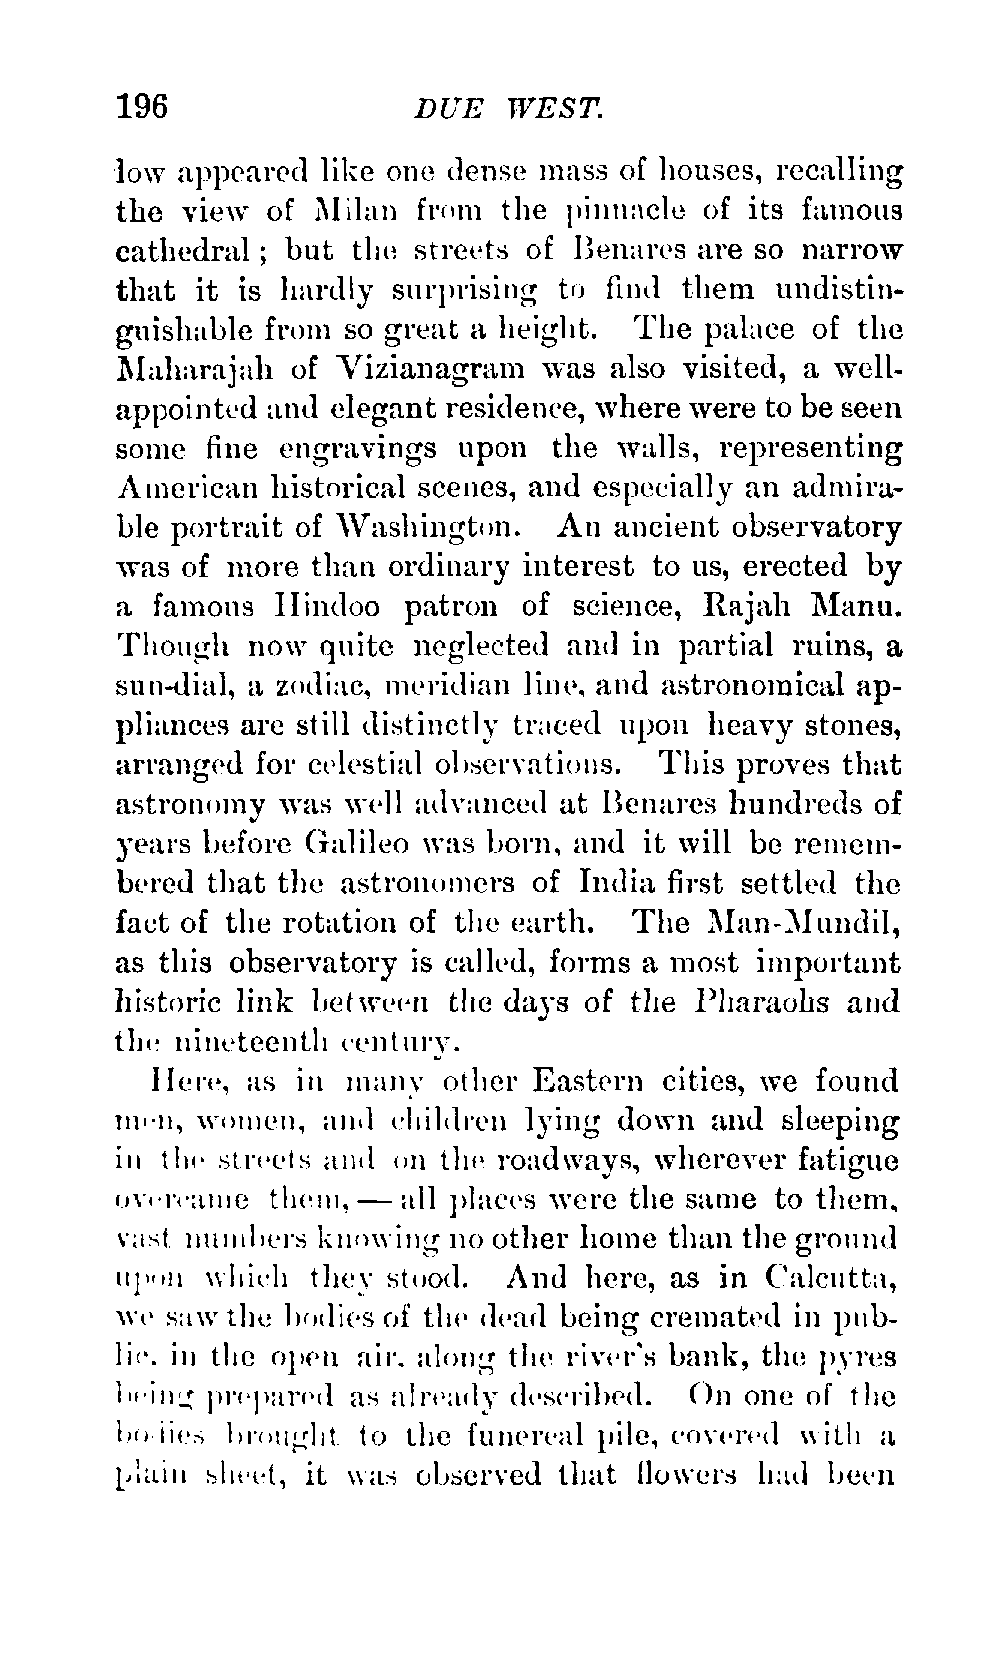 196 DUE WEST.
low appeared like one dense mass of houses, recalling
the view of Milan from the pinnacle of its famous
cathedral; but the streets of Benares are so narrow
that it is hardly surprising to find them undistin-
guishable from so great a height. The palace of the
Maharajah of Vizianagram was also visited, a well-
appointed and elegant residence, where were to be seen
some fine engravings upon the walls, representing
American historical scenes, and especially an admira-
ble portrait of Washington. An ancient observatory
was of more than ordinary interest to us, erected by
a famous Hindoo patron of science, Rajah Manu.
Though now quite neglected and in partial ruins, a
sun-dial, a zodiac, meridian line, and astronomical ap-
pliances are still distinctly traced upon heavy stones,
arranged for celestial observations. This proves that
astronomy was well advanced at Benares hundreds of
years before Galileo was born, and it will be remem-
bered that the astronomers of India first settled the
fact of the rotation of the earth. The Man-Mundil,
as this observatory is called, forms a most important
historic link between the days of the Pharaohs and
the nineteenth century.
Here, as in many other Eastern cities, we found
men, women, and children lying down and sleeping
in the streets and on the roadways, wherever fatigue
overcame them, — all places were the same to them,
vast numbers knowing no other home than the ground
upon which they stood. And here, as in Calcutta,
we saw the bodies of the dead being cremated in pub-
lic, in the open air, along the river's bank, the pyres
being prepared as already described. On one of the
bodies brought to the funereal pile, covered with a
plain sheet, it was observed that flowers had been